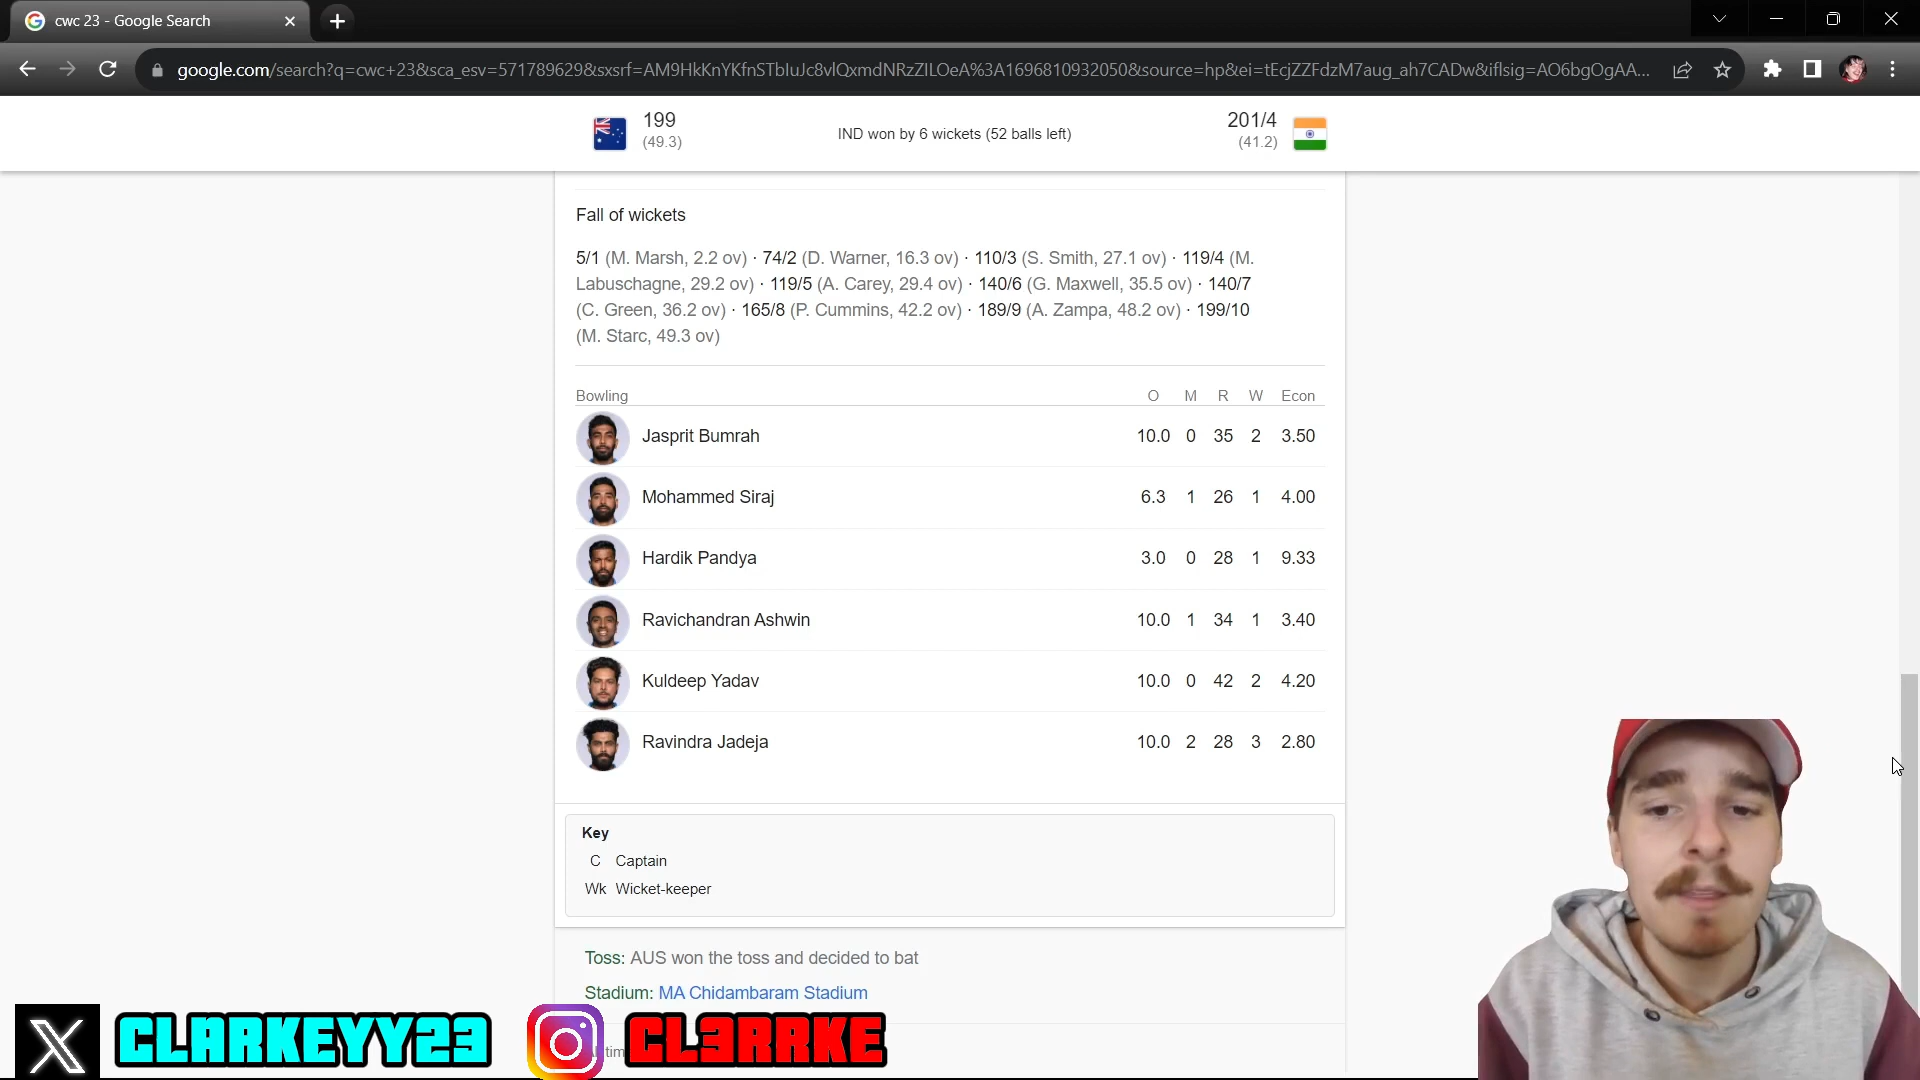 cwc 23 - Google Search
google.com/search?q=cwc+23&sca_esv=571789629&sxsrf=AM9HkKnYKfnSTbIuJc8vlQxmdNRzZILOeA%3A1696810932050&source=hp&ei=tEcjZZFdzM7aug_ah7CADw&iflsig=AO6bgOgAA...
199
(49.3)
IND won by 6 wickets (52 balls left)
201/4
(41.2)
Fall of wickets
5/1 (M. Marsh, 2.2 ov) · 74/2 (D. Warner, 16.3 ov) · 110/3 (S. Smith, 27.1 ov) · 119/4 (M.
Labuschagne, 29.2 ov) · 119/5 (A. Carey, 29.4 ov) · 140/6 (G. Maxwell, 35.5 ov) · 140/7
(C. Green, 36.2 ov) · 165/8 (P. Cummins, 42.2 ov) · 189/9 (A. Zampa, 48.2 ov) · 199/10
(M. Starc, 49.3 ov)
Bowling O M R W Econ
Jasprit Bumrah 10.0 0 35 2 3.50
Mohammed Siraj 6.3 1 26 1 4.00
Hardik Pandya 3.0 0 28 1 9.33
Ravichandran Ashwin 10.0 1 34 1 3.40
Kuldeep Yadav 10.0 0 42 2 4.20
Ravindra Jadeja 10.0 2 28 3 2.80
Key
C Captain
Wk Wicket-keeper
Toss: AUS won the toss and decided to bat
Stadium: MA Chidambaram Stadium
CLARKEYY23
CL3RRKE